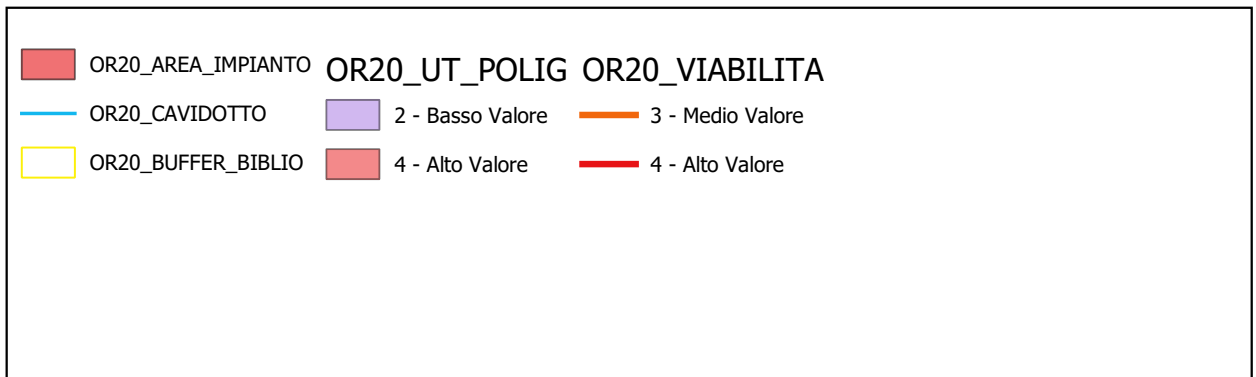 OR20_AREA_IMPIANTO
OR20_CAVIDOTTO
OR20_BUFFER_BIBLIO
OR20_UT_POLIG
2 - Basso Valore
4 - Alto Valore
OR20_VIABILITA
3 - Medio Valore
4 - Alto Valore